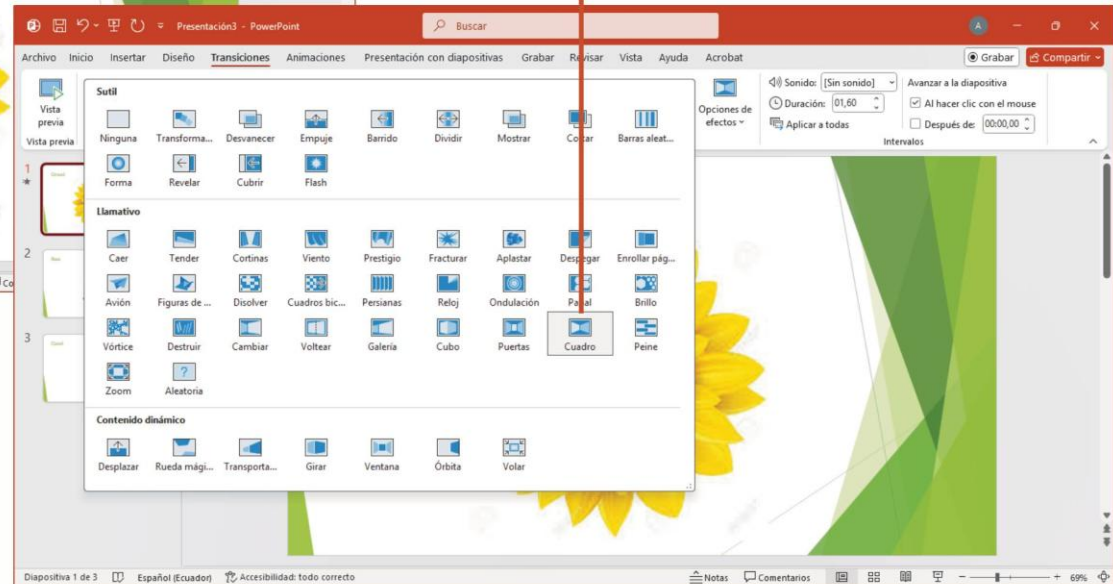 Presentación3 - PowerPoint
Buscar
A
Archivo Inicio Insertar Diseño Transiciones Animaciones Presentación con diapositivas Grabar Revisar Vista Ayuda Acrobat
Grabar
Compartir
Vista previa
Vista previa
Sutil
Ninguna Transforma... Desvanecer Empuje Barrido Dividir Mostrar Cortar Barras aleat...
Forma Revelar Cubrir Flash
Llamativo
Caer Tender Cortinas Viento Prestigio Fracturar Aplastar Despegar Enrollar pág...
Avión Figuras de ... Disolver Cuadros bic... Persianas Reloj Ondulación Panal Brillo
Vórtice Destruir Cambiar Voltear Galería Cubo Puertas Cuadro Peine
Zoom Aleatoria
Contenido dinámico
Desplazar Rueda mági... Transporta... Girar Ventana Órbita Volar
Opciones de efectos
Sonido: [Sin sonido]
Duración: 01,60
Aplicar a todas
Avanzar a la diapositiva
Al hacer clic con el mouse
Después de: 00:00,00
Intervalos
1
2
3
Co
Diapositiva 1 de 3 Español (Ecuador) Accesibilidad: todo correcto
Notas Comentarios 69%